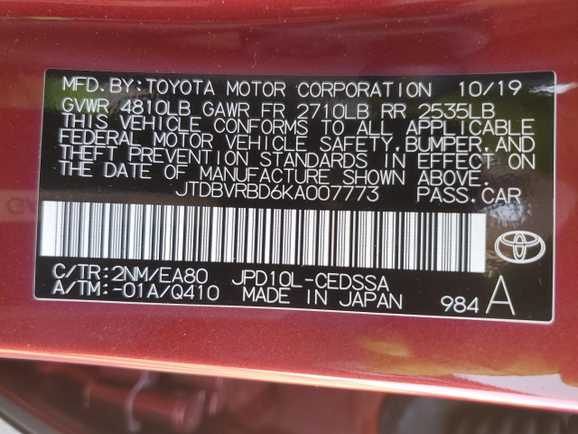 MFD. BY: TOYOTA MOTOR CORPORATION 10/19
GVWR 4810LB GAWR FR 2710LB RR 2535LB
THIS VEHICLE CONFORMS TO ALL APPLICABLE
FEDERAL MOTOR VEHICLE SAFETY, BUMPER, AND
THEFT PREVENTION STANDARDS IN EFFECT ON
THE DATE OF MANUFACTURE SHOWN ABOVE.
JTDBVRBD6KA007773 PASS. CAR
C/TR: 2NM/EA80 JPD10L-CEDSSA
A/TM: -01A/Q410 MADE IN JAPAN 984 A